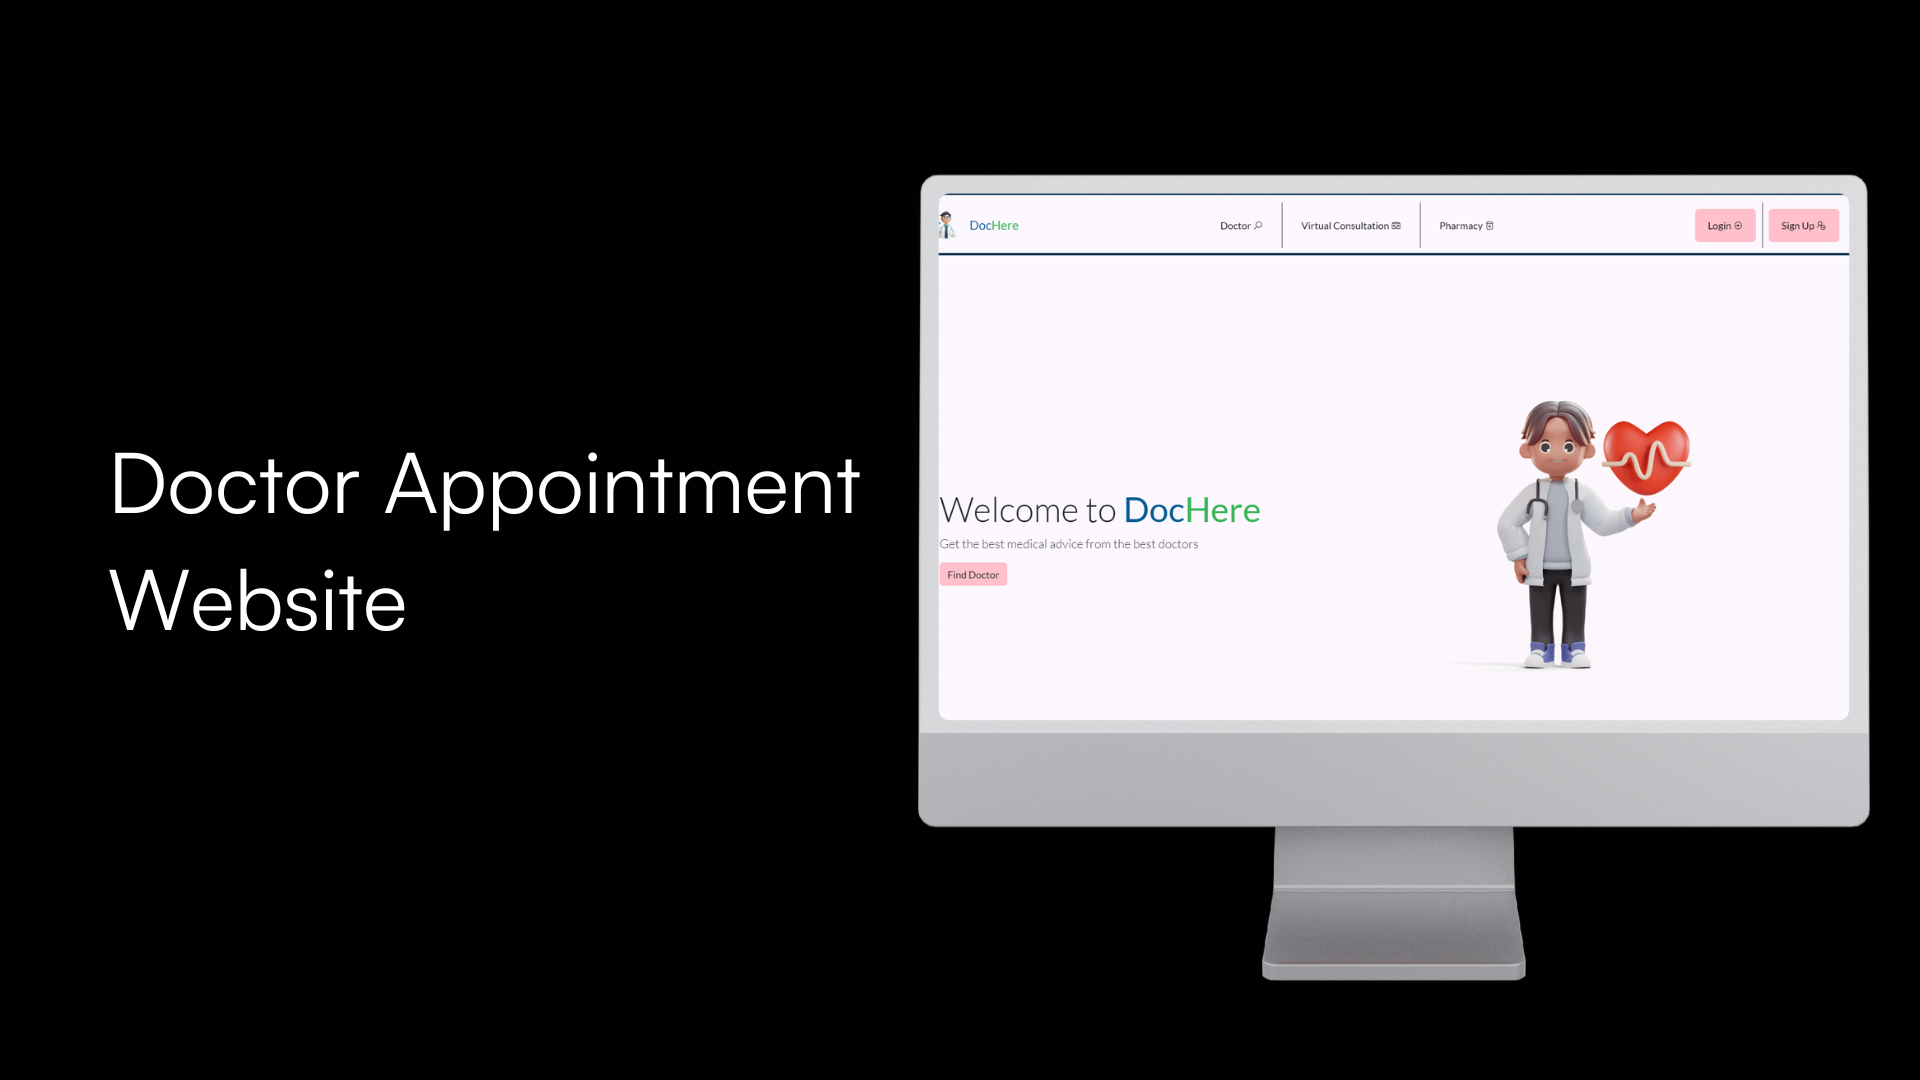 Doctor Appointment
Website
DocHere
Doctor
Virtual Consultation
Pharmacy
Login
Sign Up
Welcome to DocHere
Get the best medical advice from the best doctors
Find Doctor